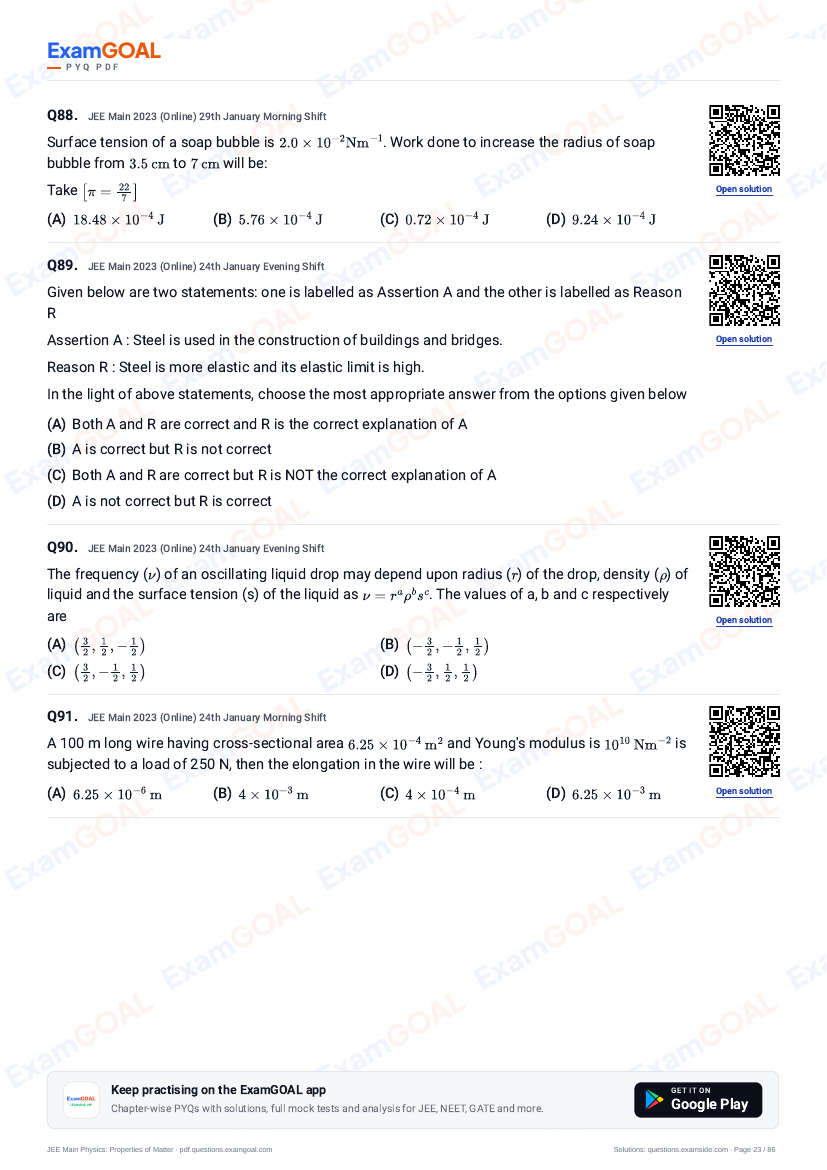 ExamGOAL
PYQ PDF
Q88. JEE Main 2023 (Online) 29th January Morning Shift
Surface tension of a soap bubble is 2.0 × 10⁻² Nm⁻¹. Work done to increase the radius of soap
bubble from 3.5 cm to 7 cm will be:
Take [π = 22/7]
(A) 18.48 × 10⁻⁴ J (B) 5.76 × 10⁻⁴ J (C) 0.72 × 10⁻⁴ J (D) 9.24 × 10⁻⁴ J
Open solution
Q89. JEE Main 2023 (Online) 24th January Evening Shift
Given below are two statements: one is labelled as Assertion A and the other is labelled as Reason
R
Assertion A : Steel is used in the construction of buildings and bridges.
Reason R : Steel is more elastic and its elastic limit is high.
In the light of above statements, choose the most appropriate answer from the options given below
(A) Both A and R are correct and R is the correct explanation of A
(B) A is correct but R is not correct
(C) Both A and R are correct but R is NOT the correct explanation of A
(D) A is not correct but R is correct
Open solution
Q90. JEE Main 2023 (Online) 24th January Evening Shift
The frequency (ν) of an oscillating liquid drop may depend upon radius (r) of the drop, density (ρ) of
liquid and the surface tension (s) of the liquid as ν = rᵃρᵇsᶜ. The values of a, b and c respectively
are
(A) (3/2, 1/2, −1/2) (B) (−3/2, −1/2, 1/2)
(C) (3/2, −1/2, 1/2) (D) (−3/2, 1/2, 1/2)
Open solution
Q91. JEE Main 2023 (Online) 24th January Morning Shift
A 100 m long wire having cross-sectional area 6.25 × 10⁻⁴ m² and Young's modulus is 10¹⁰ Nm⁻² is
subjected to a load of 250 N, then the elongation in the wire will be :
(A) 6.25 × 10⁻⁶ m (B) 4 × 10⁻³ m (C) 4 × 10⁻⁴ m (D) 6.25 × 10⁻³ m
Open solution
ExamGOAL
Keep practising on the ExamGOAL app
Chapter-wise PYQs with solutions, full mock tests and analysis for JEE, NEET, GATE and more.
GET IT ON
Google Play
JEE Main Physics: Properties of Matter · pdf.questions.examgoal.com
Solutions: questions.examside.com · Page 23 / 86